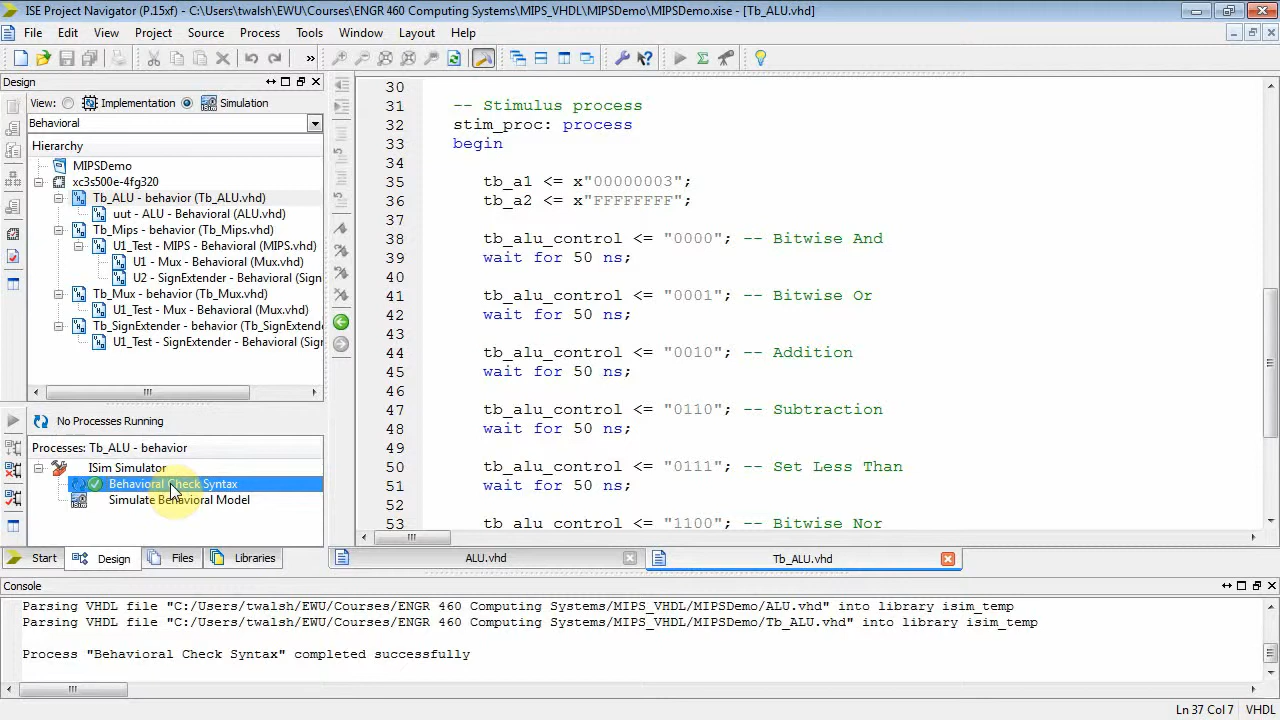 ISE Project Navigator (P.15xf) - C:\Users\twalsh\EWU\Courses\ENGR 460 Computing Systems\MIPS_VHDL\MIPSDemo\MIPSDemo.xise - [Tb_ALU.vhd]
File Edit View Project Source Process Tools Window Layout Help
»
Design
View: Implementation Simulation
Behavioral
Hierarchy
MIPSDemo
xc3s500e-4fg320
Tb_ALU - behavior (Tb_ALU.vhd)
uut - ALU - Behavioral (ALU.vhd)
Tb_Mips - behavior (Tb_Mips.vhd)
U1_Test - MIPS - Behavioral (MIPS.vhd)
U1 - Mux - Behavioral (Mux.vhd)
U2 - SignExtender - Behavioral (Sign
Tb_Mux - behavior (Tb_Mux.vhd)
U1_Test - Mux - Behavioral (Mux.vhd)
Tb_SignExtender - behavior (Tb_SignExtende
U1_Test - SignExtender - Behavioral (Sig
No Processes Running
Processes: Tb_ALU - behavior
ISim Simulator
Behavioral Check Syntax
Simulate Behavioral Model
Start Design Files Libraries
30
31 -- Stimulus process
32 stim_proc: process
33 begin
34
35 tb_a1 <= x"00000003";
36 tb_a2 <= x"FFFFFFFF";
37
38 tb_alu_control <= "0000"; -- Bitwise And
39 wait for 50 ns;
40
41 tb_alu_control <= "0001"; -- Bitwise Or
42 wait for 50 ns;
43
44 tb_alu_control <= "0010"; -- Addition
45 wait for 50 ns;
46
47 tb_alu_control <= "0110"; -- Subtraction
48 wait for 50 ns;
49
50 tb_alu_control <= "0111"; -- Set Less Than
51 wait for 50 ns;
52
53 tb_alu_control <= "1100"; -- Bitwise Nor
ALU.vhd Tb_ALU.vhd
Console
Parsing VHDL file "C:/Users/twalsh/EWU/Courses/ENGR 460 Computing Systems/MIPS_VHDL/MIPSDemo/ALU.vhd" into library isim_temp
Parsing VHDL file "C:/Users/twalsh/EWU/Courses/ENGR 460 Computing Systems/MIPS_VHDL/MIPSDemo/Tb_ALU.vhd" into library isim_temp
Process "Behavioral Check Syntax" completed successfully
Ln 37 Col 7 VHDL